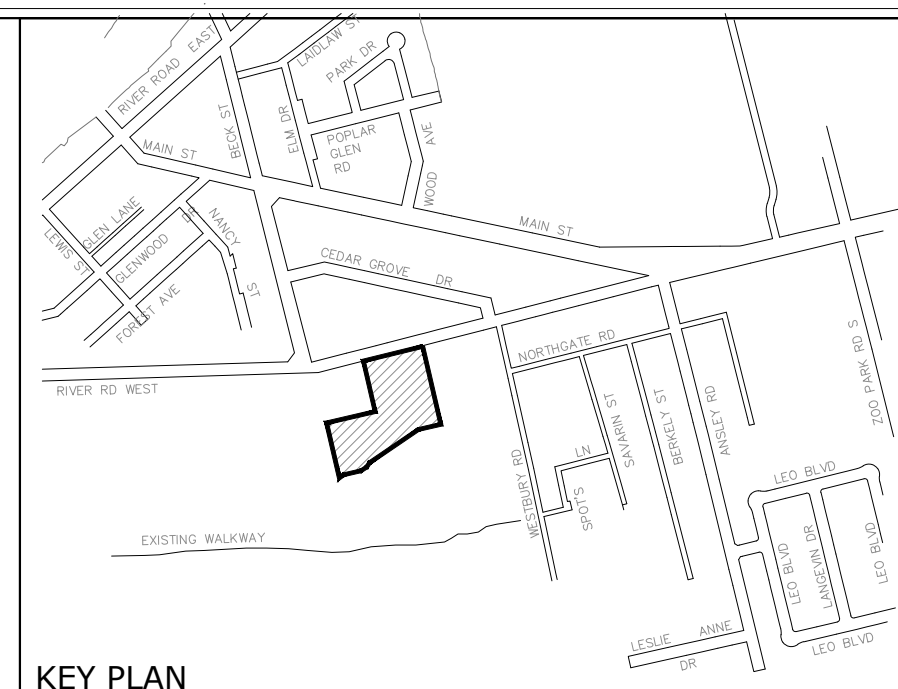 RIVER ROAD EAST
LAIDLAW ST
PARK DR
BECK ST
ELM DR
POPLAR
GLEN
RD
WOOD AVE
MAIN ST
GLEN LANE
LEWIS ST
GLENWOOD DR
NANCY ST
FOREST AVE
MAIN ST
CEDAR GROVE DR
NORTHGATE RD
RIVER RD WEST
ZOO PARK RD S
SAVARIN ST
BERKELY ST
ANSLEY RD
WESTBURY RD
SPOT'S LN
LEO BLVD
EXISTING WALKWAY
LEO BLVD
LANGEVIN DR
LEO BLVD
LESLIE ANNE
DR
LEO BLVD
KEY PLAN